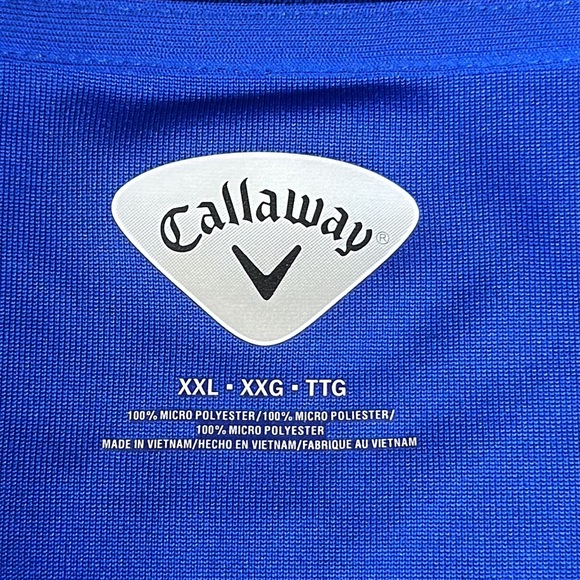 Callaway®
XXL • XXG • TTG
100% MICRO POLYESTER/100% MICRO POLIESTER/
100% MICRO POLYESTER
MADE IN VIETNAM/HECHO EN VIETNAM/FABRIQUE AU VIETNAM